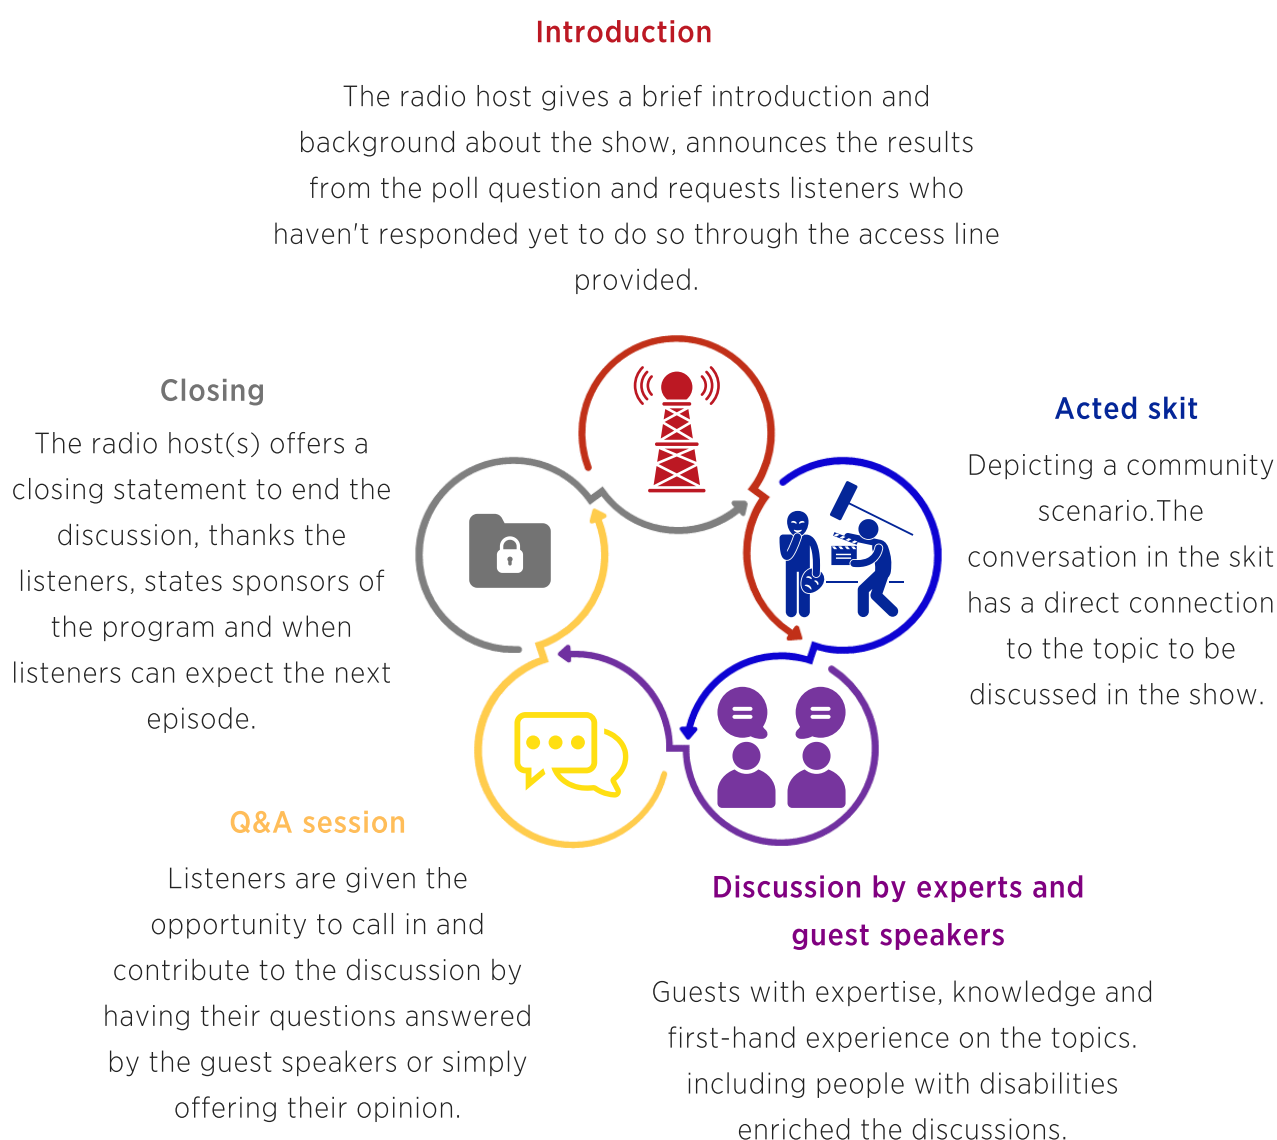 Introduction
The radio host gives a brief introduction and
background about the show, announces the results
from the poll question and requests listeners who
haven't responded yet to do so through the access line
provided.
Closing
The radio host(s) offers a
closing statement to end the
discussion, thanks the
listeners, states sponsors of
the program and when
listeners can expect the next
episode.
Acted skit
Depicting a community
scenario.The
conversation in the skit
has a direct connection
to the topic to be
discussed in the show.
Q&A session
Listeners are given the
opportunity to call in and
contribute to the discussion by
having their questions answered
by the guest speakers or simply
offering their opinion.
Discussion by experts and
guest speakers
Guests with expertise, knowledge and
first-hand experience on the topics.
including people with disabilities
enriched the discussions.